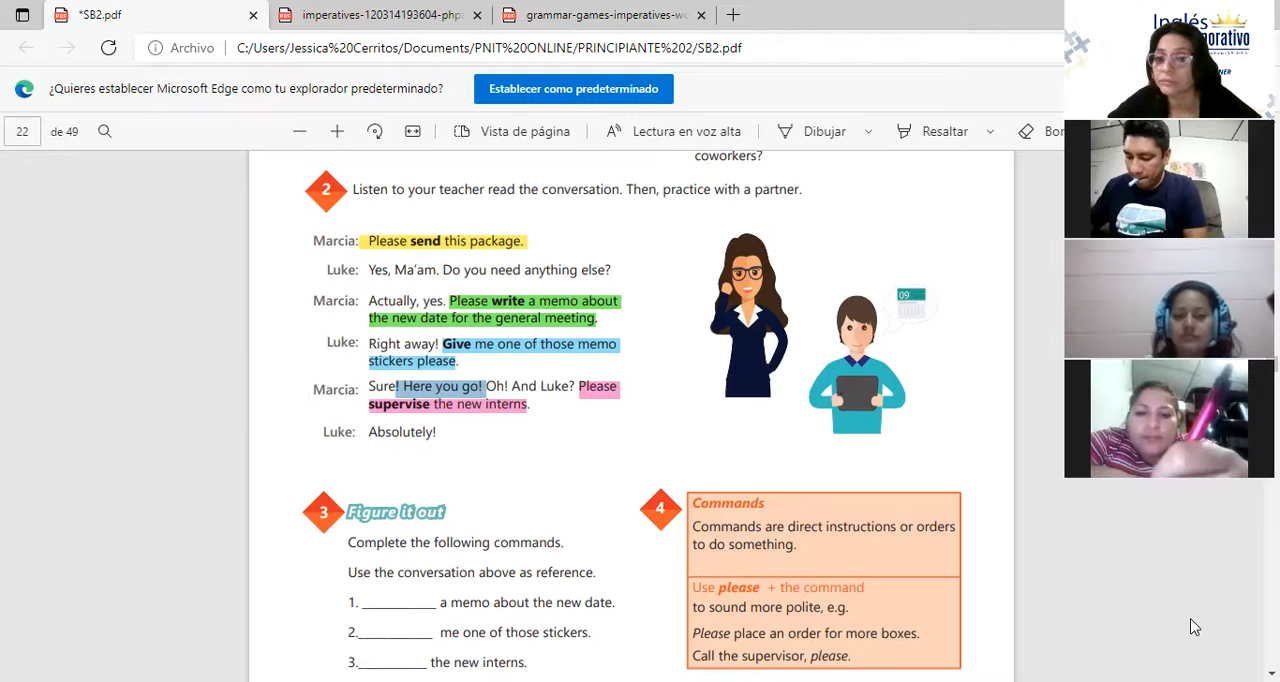 *SB2.pdf
imperatives-120314193604-php
grammar-games-imperatives-wo
Archivo
C:/Users/Jessica%20Cerritos/Documents/PNIT%20ONLINE/PRINCIPIANTE%202/SB2.pdf
¿Quieres establecer Microsoft Edge como tu explorador predeterminado?
Establecer como predeterminado
22 de 49
Vista de página
Lectura en voz alta
Dibujar
Resaltar
Bor
coworkers?
2 Listen to your teacher read the conversation. Then, practice with a partner.
Marcia: Please send this package.
Luke: Yes, Ma'am. Do you need anything else?
Marcia: Actually, yes. Please write a memo about
the new date for the general meeting.
Luke: Right away! Give me one of those memo
stickers please.
Marcia: Sure! Here you go! Oh! And Luke? Please
supervise the new interns.
Luke: Absolutely!
09
3 Figure it out
Complete the following commands.
Use the conversation above as reference.
1. __________ a memo about the new date.
2.__________ me one of those stickers.
3.__________ the new interns.
4 Commands
Commands are direct instructions or orders
to do something.
Use please + the command
to sound more polite, e.g.
Please place an order for more boxes.
Call the supervisor, please.
Inglés